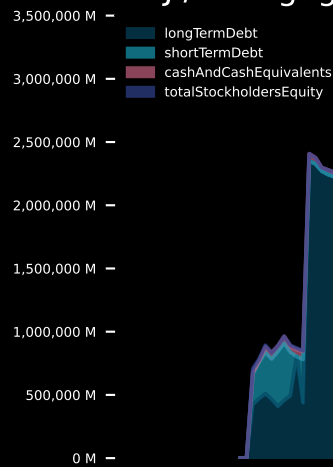 3,500,000 M
longTermDebt
shortTermDebt
3,000,000 M
cashAndCashEquivalents
totalStockholdersEquity
2,500,000 M
2,000,000 M
1,500,000 M
1,000,000 M
500,000 M
0 M